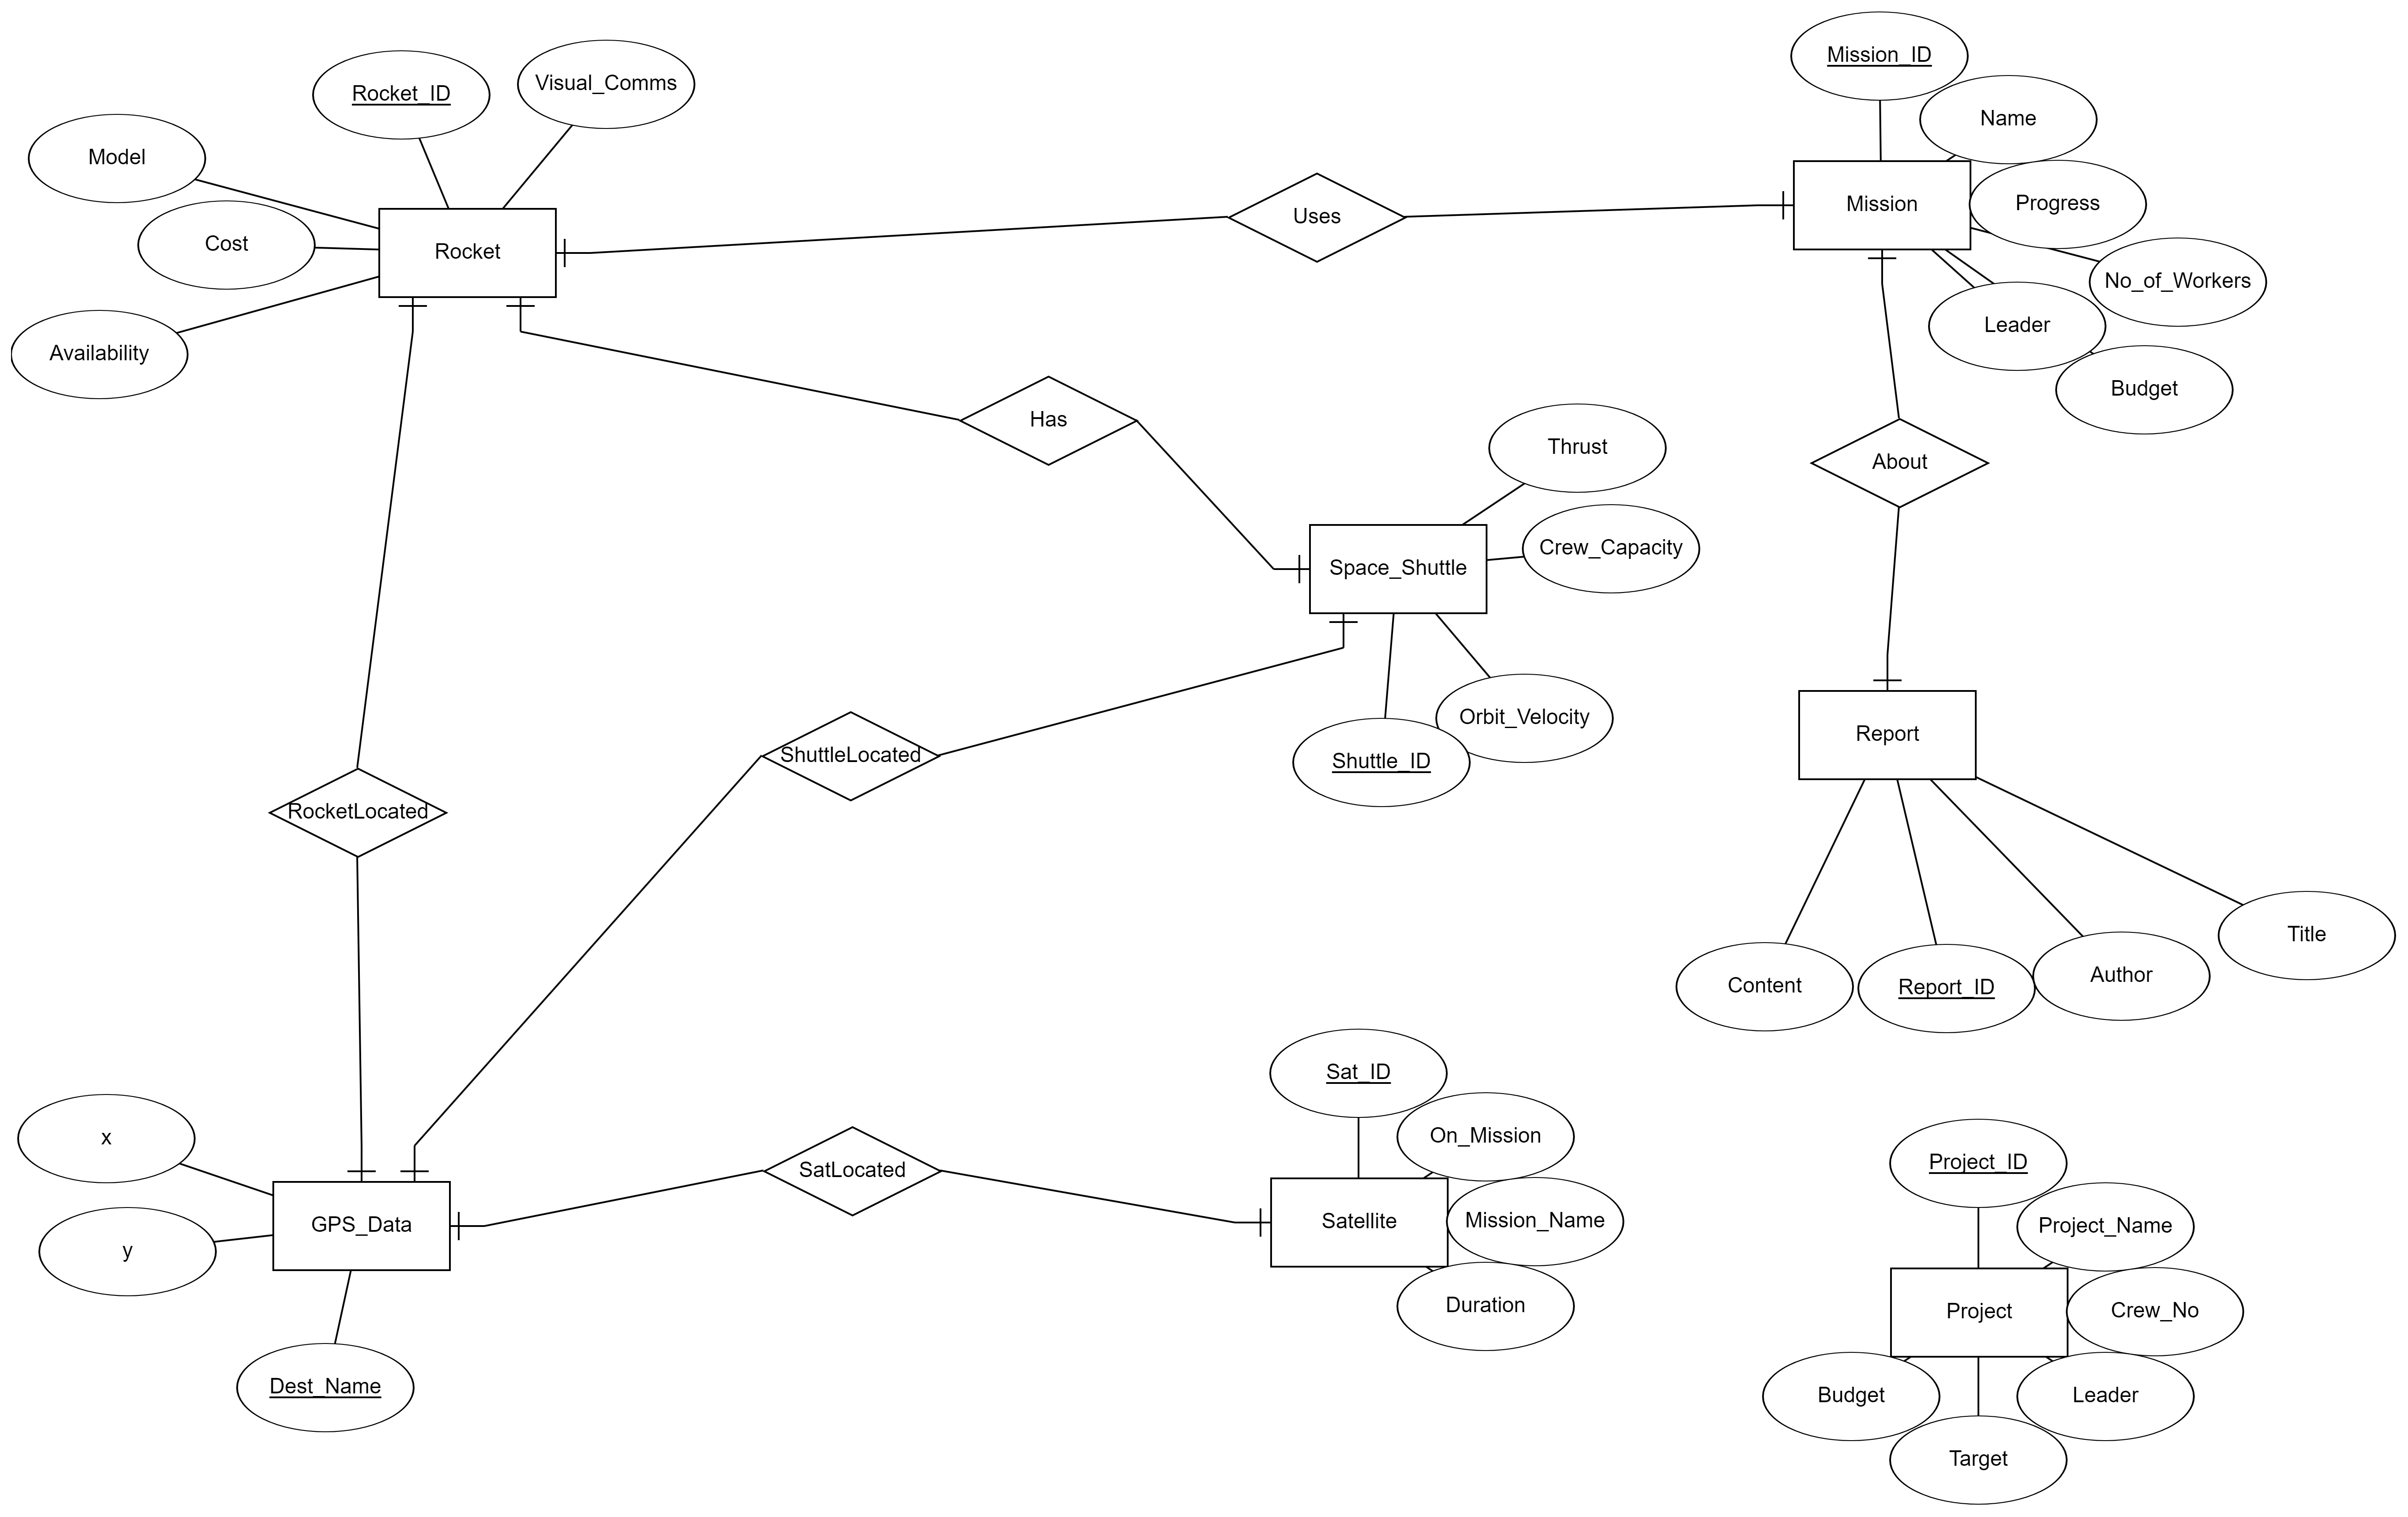 Mission_ID
Rocket_ID
Visual_Comms
Name
Model
Mission
Progress
Uses
Cost
Rocket
No_of_Workers
Leader
Availability
Budget
Has
Thrust
About
Crew_Capacity
Space_Shuttle
Orbit_Velocity
Report
ShuttleLocated
Shuttle_ID
RocketLocated
Title
Author
Content
Report_ID
Sat_ID
On_Mission
x
Project_ID
SatLocated
GPS_Data
Satellite
Mission_Name
Project_Name
y
Duration
Project
Crew_No
Dest_Name
Budget
Leader
Target